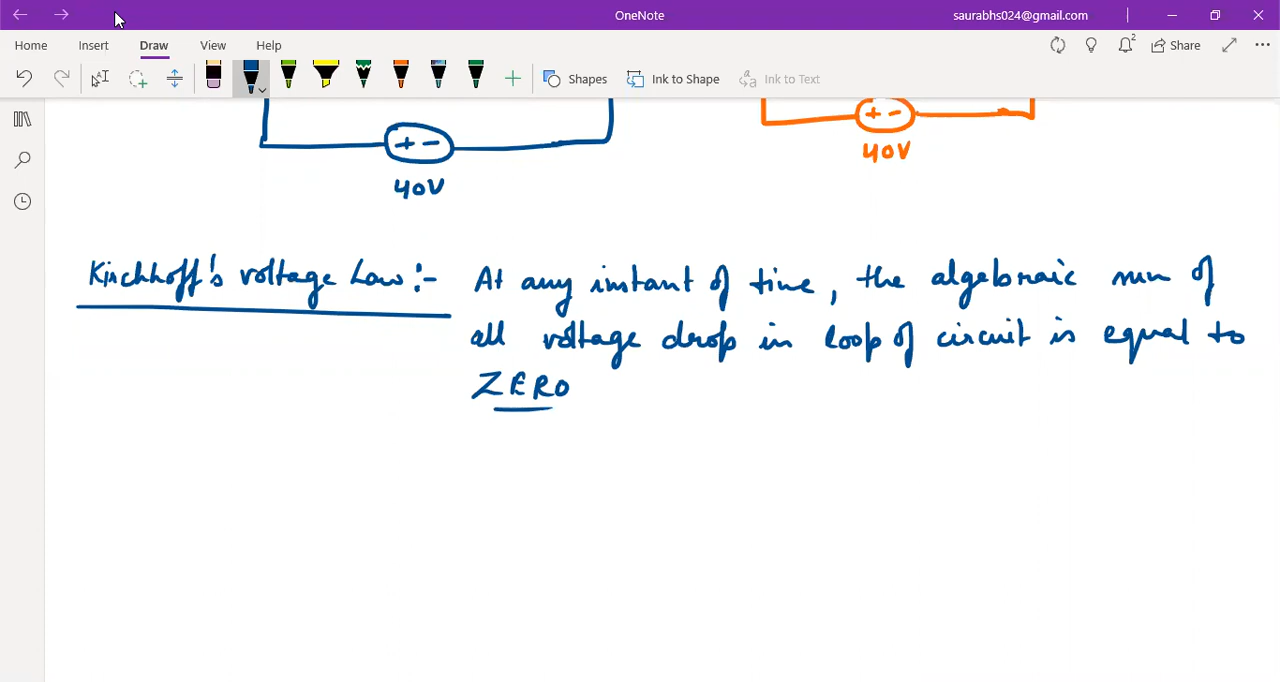 OneNote
saurabhs024@gmail.com
Home Insert Draw View Help
2 Share
Shapes Ink to Shape Ink to Text
+ -
40V
+ -
40V
Kirchhoff's voltage Law :- At any instant of time, the algebraic sum of
all voltage drop in loop of circuit is equal to
ZERO